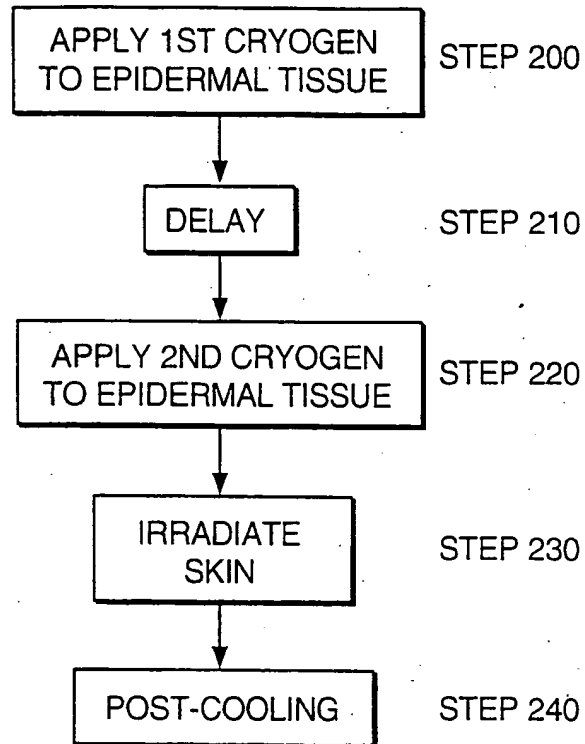 APPLY 1ST CRYOGEN
TO EPIDERMAL TISSUE
STEP 200
DELAY
STEP 210
APPLY 2ND CRYOGEN
TO EPIDERMAL TISSUE
STEP 220
IRRADIATE
SKIN
STEP 230
POST-COOLING
STEP 240